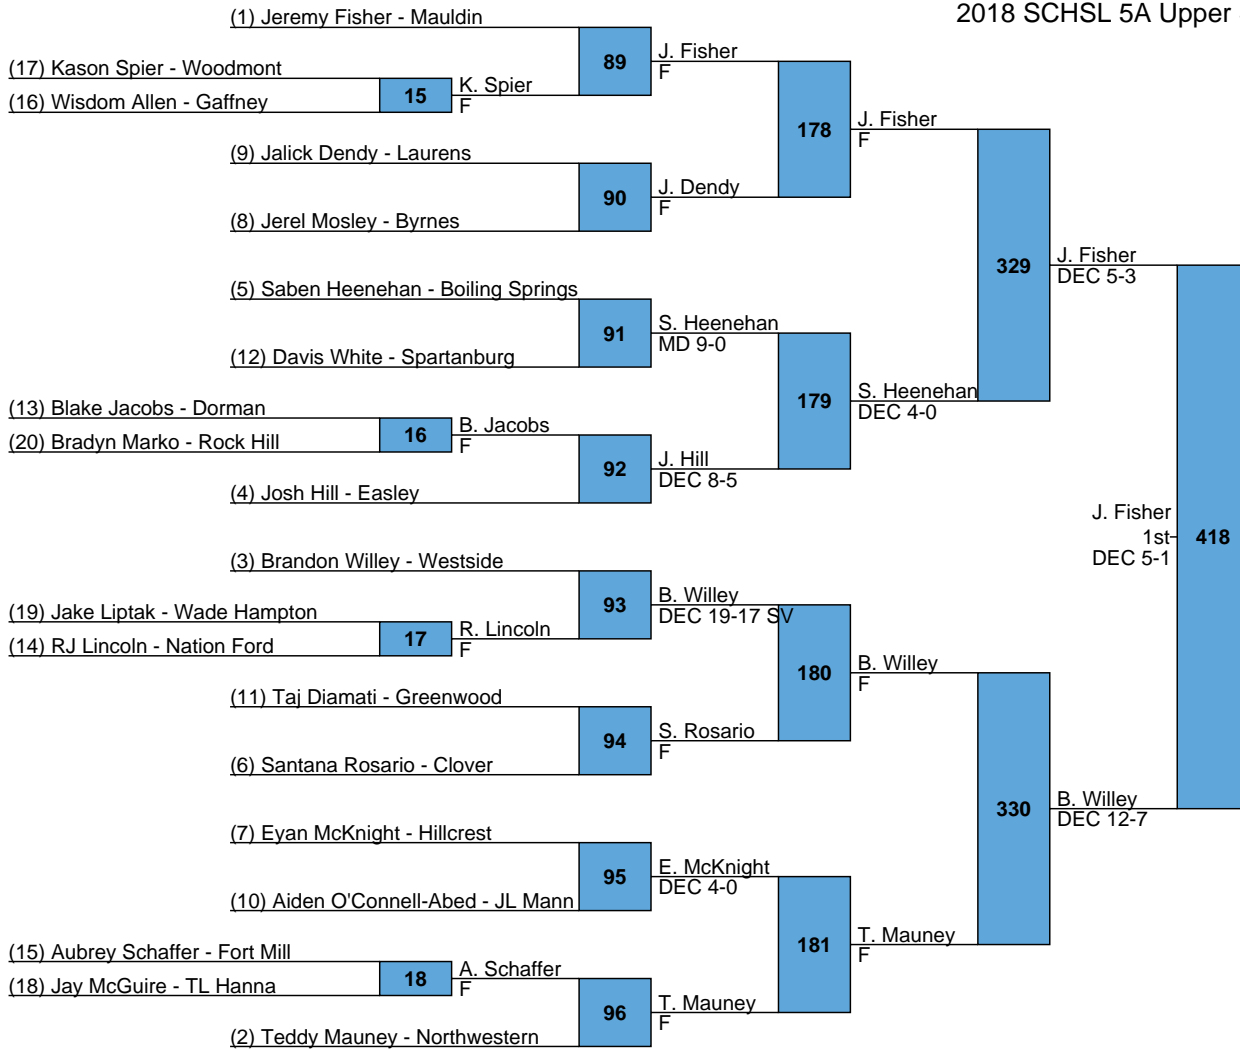 2018 SCHSL 5A Upper
(1) Jeremy Fisher - Mauldin
89
J. Fisher
F
(17) Kason Spier - Woodmont
15
K. Spier
F
(16) Wisdom Allen - Gaffney
178
J. Fisher
F
(9) Jalick Dendy - Laurens
90
J. Dendy
F
(8) Jerel Mosley - Byrnes
329
J. Fisher
DEC 5-3
(5) Saben Heenehan - Boiling Springs
91
S. Heenehan
MD 9-0
(12) Davis White - Spartanburg
179
S. Heenehan
DEC 4-0
(13) Blake Jacobs - Dorman
16
B. Jacobs
F
(20) Bradyn Marko - Rock Hill
92
J. Hill
DEC 8-5
(4) Josh Hill - Easley
J. Fisher
1st
DEC 5-1
418
(3) Brandon Willey - Westside
93
B. Willey
DEC 19-17 SV
(19) Jake Liptak - Wade Hampton
17
R. Lincoln
F
(14) RJ Lincoln - Nation Ford
180
B. Willey
F
(11) Taj Diamati - Greenwood
94
S. Rosario
F
(6) Santana Rosario - Clover
330
B. Willey
DEC 12-7
(7) Eyan McKnight - Hillcrest
95
E. McKnight
DEC 4-0
(10) Aiden O'Connell-Abed - JL Mann
181
T. Mauney
F
(15) Aubrey Schaffer - Fort Mill
18
A. Schaffer
F
(18) Jay McGuire - TL Hanna
96
T. Mauney
F
(2) Teddy Mauney - Northwestern